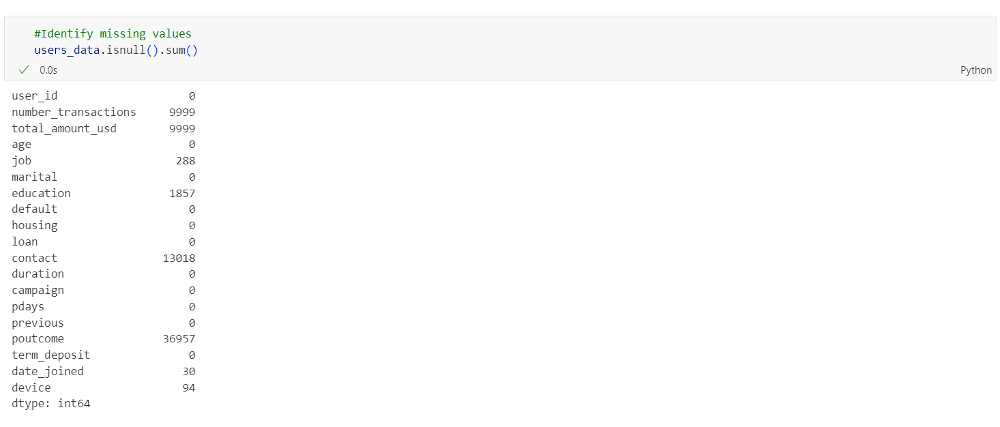 #Identify missing values
users_data.isnull().sum()
0.0s
Python
user_id 0
number_transactions 9999
total_amount_usd 9999
age 0
job 288
marital 0
education 1857
default 0
housing 0
loan 0
contact 13018
duration 0
campaign 0
pdays 0
previous 0
poutcome 36957
term_deposit 0
date_joined 30
device 94
dtype: int64